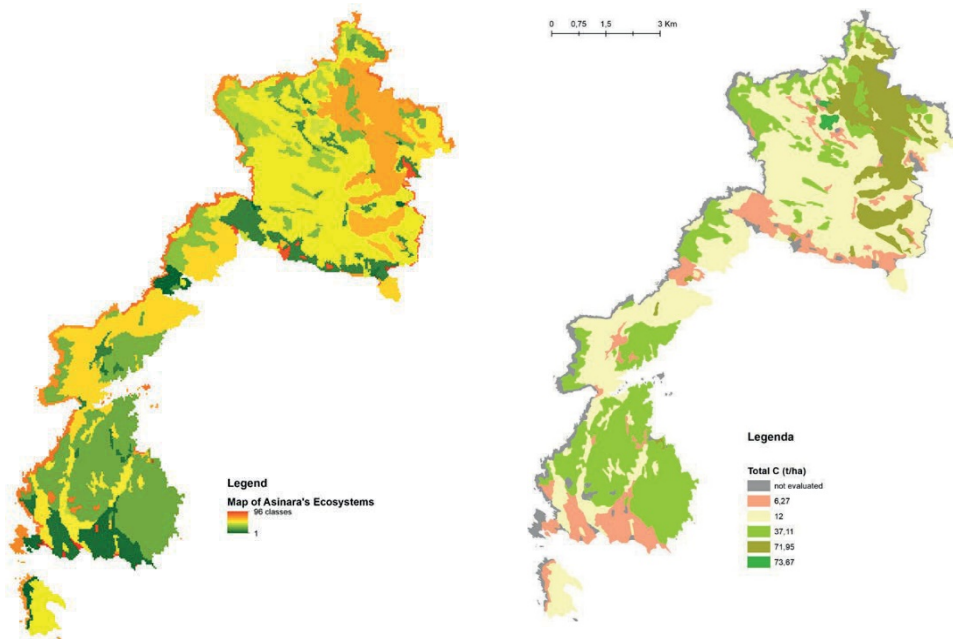 0 0,75 1,5 3 Km
Legend
Map of Asinara's Ecosystems
96 classes
1
Legenda
Total C (t/ha)
not evaluated
6,27
12
37,11
71,95
73,67